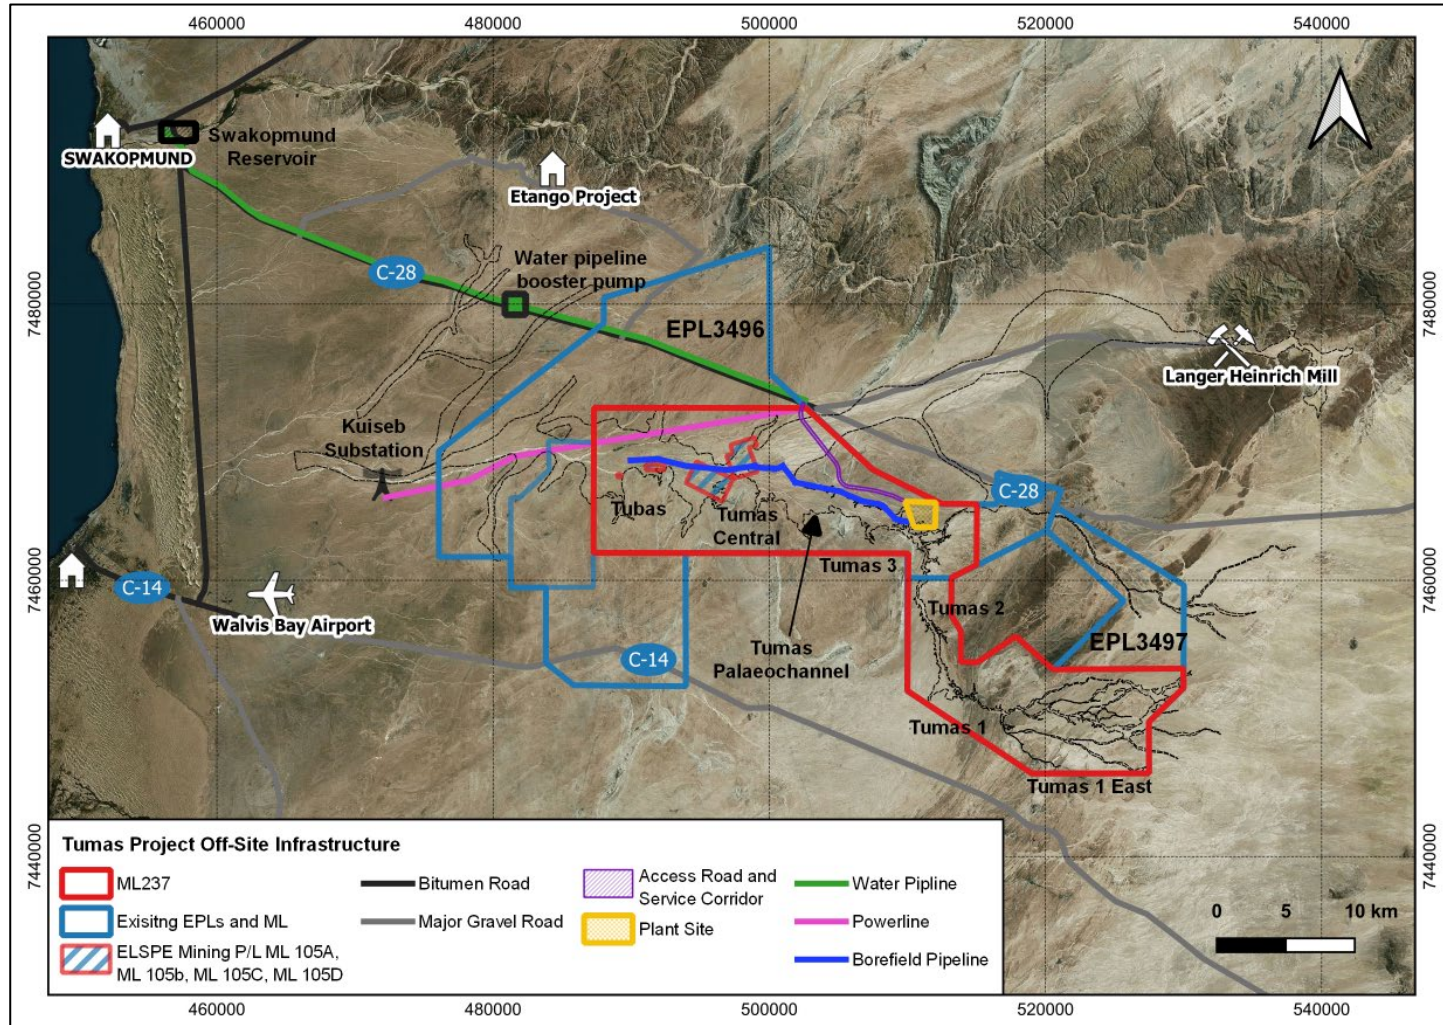 460000
480000
500000
520000
540000
SWAKOPMUND
Swakopmund
Reservoir
Etango Project
C-28
Water pipeline
booster pump
7480000
7480000
EPL3496
Langer Heinrich Mill
Kuiseb
Substation
C-28
Tubas
Tumas
Central
Tumas 3
7460000
7460000
C-14
Walvis Bay Airport
Tumas 2
EPL3497
Tumas
Palaeochannel
C-14
Tumas 1
Tumas 1 East
7440000
7440000
Tumas Project Off-Site Infrastructure
ML237
Exisitng EPLs and ML
ELSPE Mining P/L ML 105A,
ML 105b, ML 105C, ML 105D
Bitumen Road
Major Gravel Road
Access Road and
Service Corridor
Plant Site
Water Pipline
Powerline
Borefield Pipeline
0 5 10 km
460000
480000
500000
520000
540000